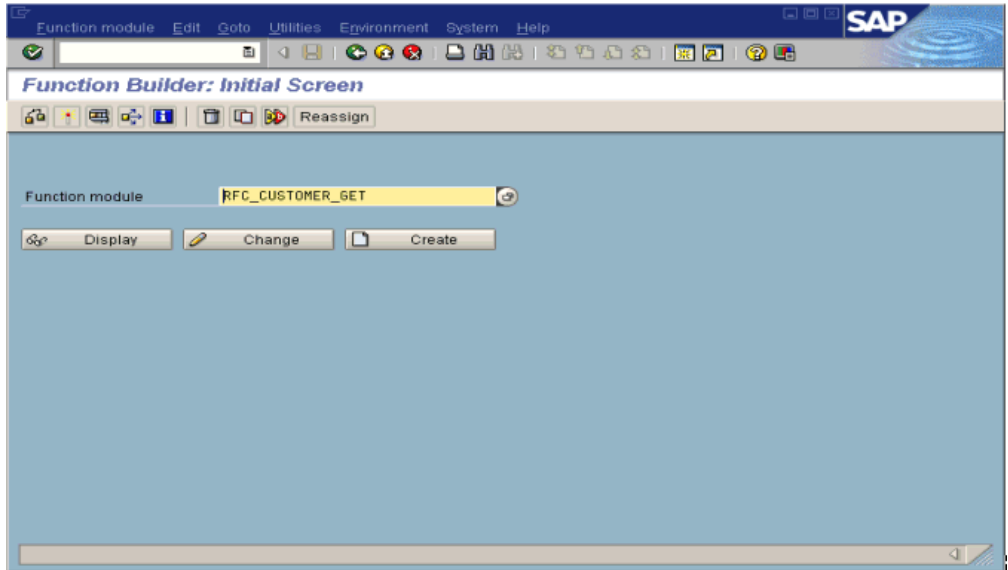 Function module Edit Goto Utilities Environment System Help
SAP
Function Builder: Initial Screen
Reassign
Function module RFC_CUSTOMER_GET
Display Change Create